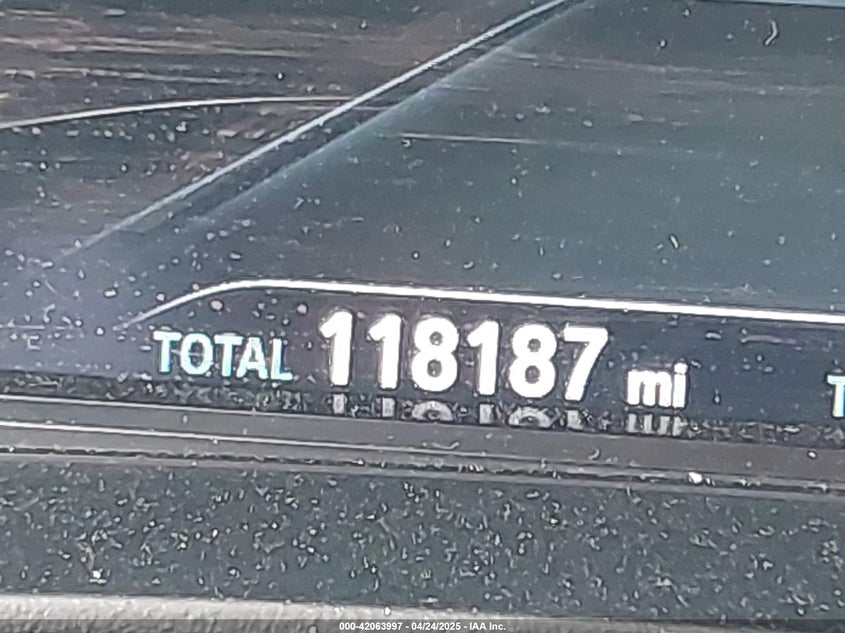 TOTAL 118187 mi
T
000-42063997 - 04/24/2025 - IAA Inc.